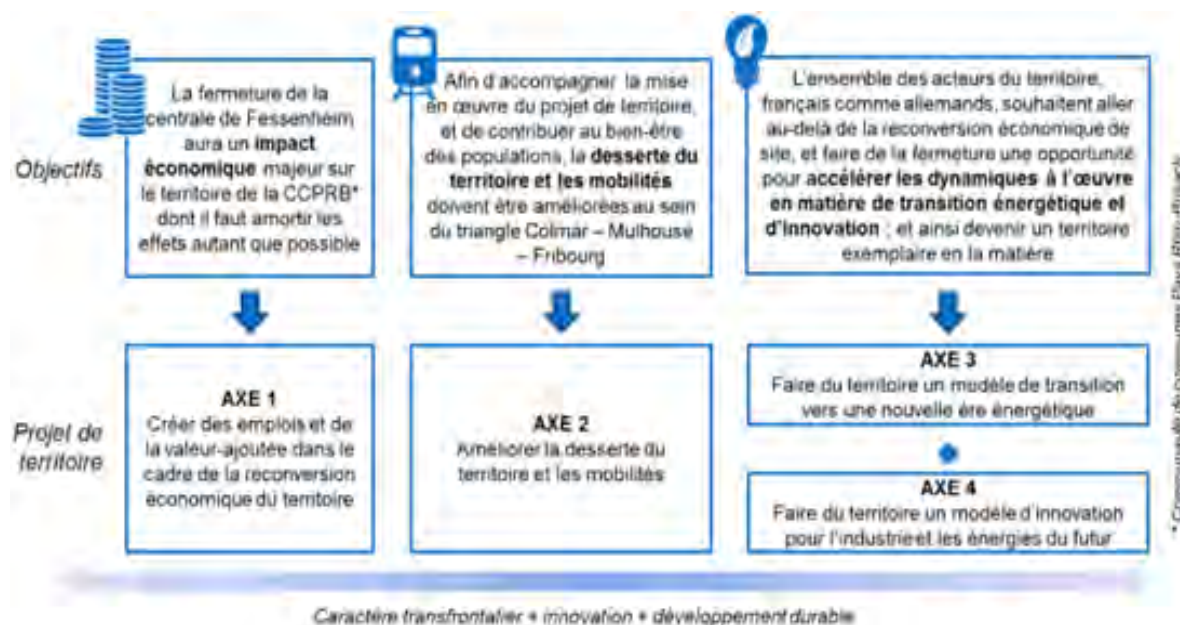 Objectifs
La fermeture de la
centrale de Fessenheim
aura un impact
économique majeur sur
le territoire de la CCPRB*
dont il faut amortir les
effets autant que possible
Afin d'accompagner la mise
en œuvre du projet de territoire,
et de contribuer au bien-être
des populations, la desserte du
territoire et les mobilités
doivent être améliorées au sein
du triangle Colmar – Mulhouse
– Fribourg
L'ensemble des acteurs du territoire,
français comme allemands, souhaitent aller
au-delà de la reconversion économique de
site, et faire de la fermeture une opportunité
pour accélérer les dynamiques à l'œuvre
en matière de transition énergétique et
d'innovation ; et ainsi devenir un territoire
exemplaire en la matière
Projet de
territoire
AXE 1
Créer des emplois et de
la valeur-ajoutée dans le
cadre de la reconversion
économique du territoire
AXE 2
Améliorer la desserte du
territoire et les mobilités
AXE 3
Faire du territoire un modèle de transition
vers une nouvelle ère énergétique
AXE 4
Faire du territoire un modèle d'innovation
pour l'industrie et les énergies du futur
Caractère transfrontalier + innovation + développement durable
* de communes Pays Rhin-Brisach